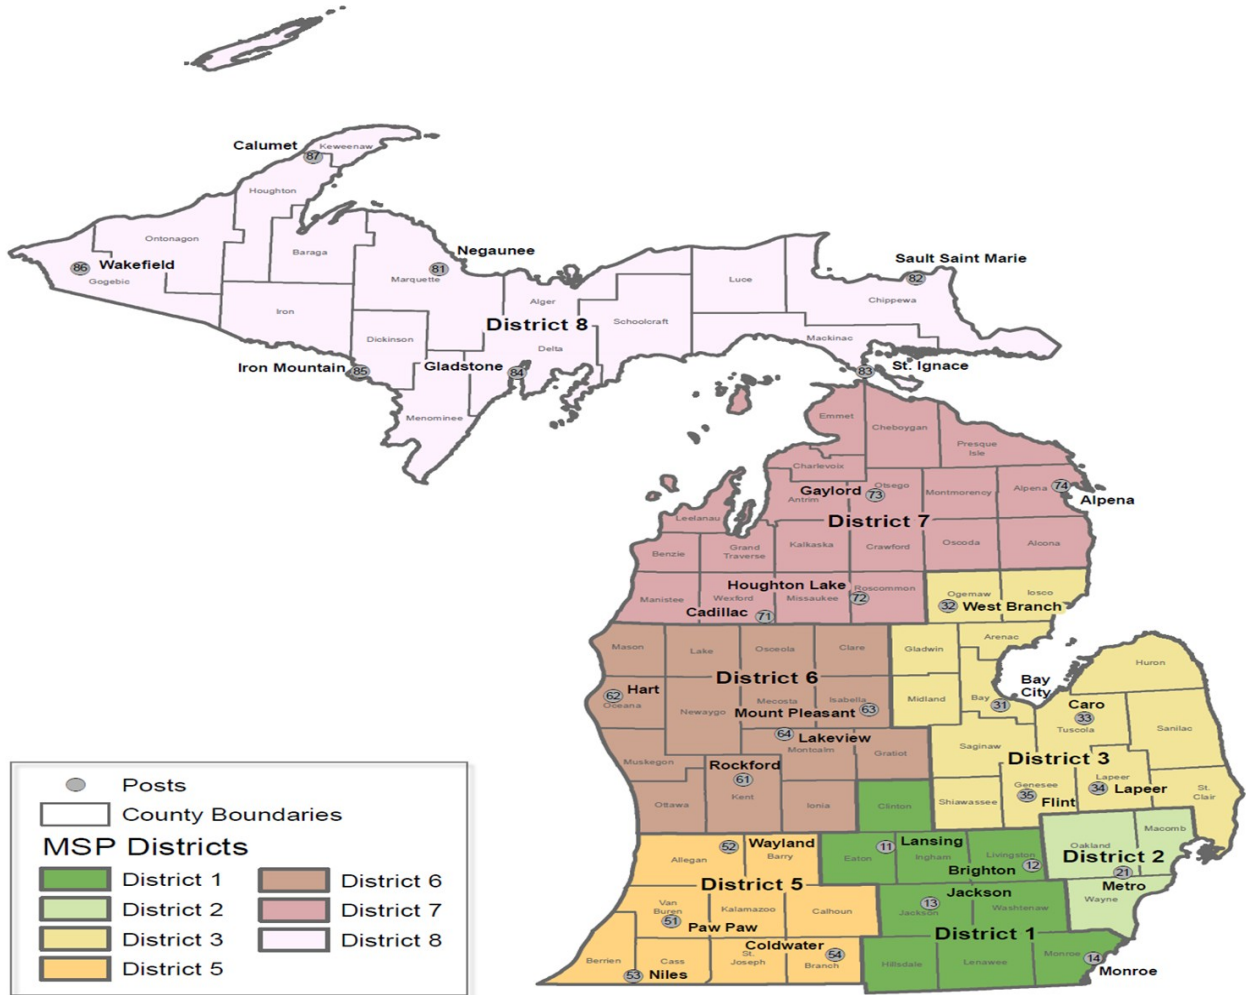 Calumet
87
Keweenaw
Houghton
Ontonagon
Baraga
Negaunee
81
Marquette
86
Wakefield
Gogebic
Iron
Dickinson
Alger
District 8
Delta
Schoolcraft
Luce
Sault Saint Marie
82
Chippewa
Mackinac
Iron Mountain
85
Gladstone
84
83
St. Ignace
Menominee
Emmet
Cheboygan
Presque
Isle
Charlevoix
Gaylord
73
Otsego
Antrim
Montmorency
Alpena
74
Alpena
District 7
Leelanau
Benzie
Grand
Traverse
Kalkaska
Crawford
Oscoda
Alcona
Houghton Lake
Roscommon
72
Manistee
Wexford
Missaukee
Cadillac
71
Ogemaw
Iosco
32
West Branch
Mason
Lake
Osceola
Clare
Gladwin
Arenac
Huron
District 6
62
Hart
Oceana
Newaygo
Mecosta
Isabella
Mount Pleasant
63
Midland
Bay
31
Bay
City
Caro
33
Tuscola
Sanilac
64
Lakeview
Montcalm
Gratiot
Saginaw
District 3
Muskegon
Rockford
61
Kent
Ottawa
Ionia
Clinton
Shiawassee
Genesee
35
Flint
Lapeer
34
Lapeer
St.
Clair
52
Wayland
Allegan
Barry
11
Lansing
Eaton
Ingham
Livingston
12
Brighton
Oakland
Macomb
District 2
21
Metro
Wayne
District 5
Van
Buren
51
Paw Paw
Kalamazoo
Calhoun
Jackson
13
Jackson
Washtenaw
District 1
Berrien
53
Niles
Cass
St.
Joseph
Coldwater
54
Branch
Hillsdale
Lenawee
Monroe
14
Monroe
Posts
County Boundaries
MSP Districts
District 1
District 2
District 3
District 5
District 6
District 7
District 8